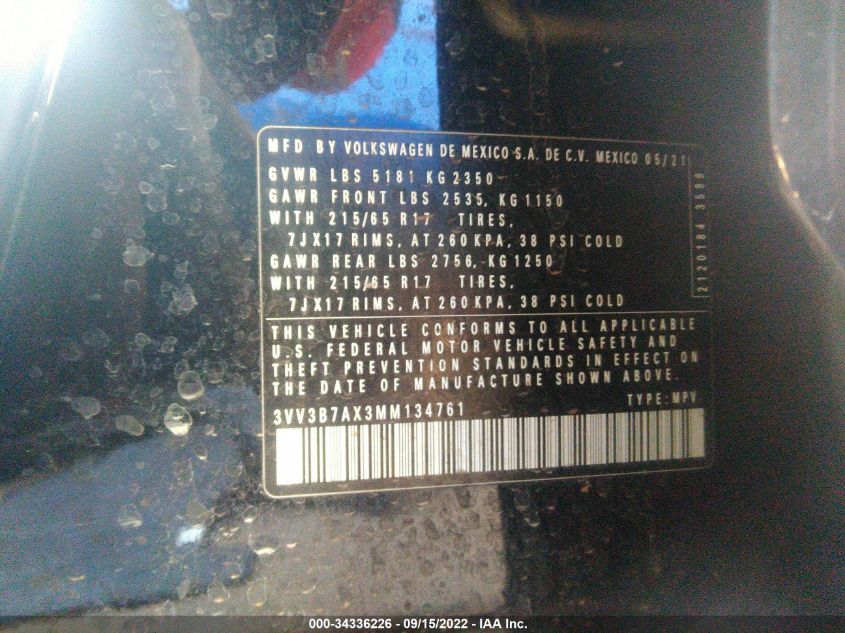 MFD BY VOLKSWAGEN DE MEXICO S.A. DE C.V. MEXICO 05/21
GVWR LBS 5181 KG 2350
GAWR FRONT LBS 2535, KG 1150
WITH 215/65 R17 TIRES,
7JX17 RIMS, AT 260 KPA, 38 PSI COLD
GAWR REAR LBS 2756, KG 1250
WITH 215/65 R17 TIRES,
7JX17 RIMS, AT 260 KPA, 38 PSI COLD
2120184 3599
THIS VEHICLE CONFORMS TO ALL APPLICABLE
U.S. FEDERAL MOTOR VEHICLE SAFETY AND
THEFT PREVENTION STANDARDS IN EFFECT ON
THE DATE OF MANUFACTURE SHOWN ABOVE.
3VV3B7AX3MM134761 TYPE: MPV
000-34336226 - 09/15/2022 - IAA Inc.